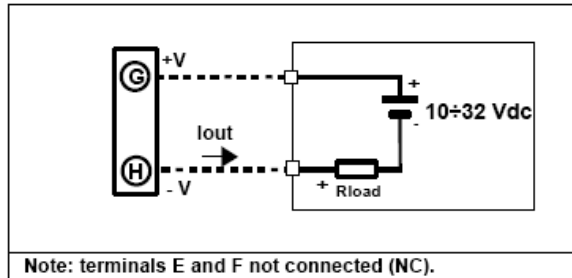 +V
G
+
10÷32 Vdc
-
Iout
H
- V
+
Rload
Note: terminals E and F not connected (NC).